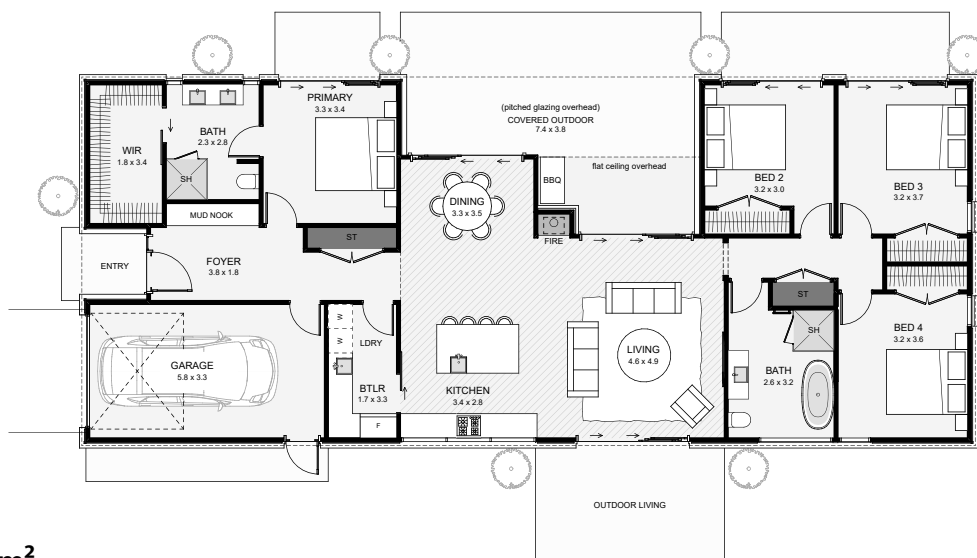 (pitched glazing overhead)
COVERED OUTDOOR
7.4 x 3.8
flat ceiling overhead
PRIMARY
3.3 x 3.4
BATH
2.3 x 2.8
WIR
1.8 x 3.4
SH
MUD NOOK
ST
ENTRY
FOYER
3.8 x 1.8
DINING
3.3 x 3.5
BBQ
FIRE
BED 2
3.2 x 3.0
BED 3
3.2 x 3.7
ST
SH
BED 4
3.2 x 3.6
GARAGE
5.8 x 3.3
W
W
LDRY
BTLR
1.7 x 3.3
F
KITCHEN
3.4 x 2.8
LIVING
4.6 x 4.9
BATH
2.6 x 3.2
OUTDOOR LIVING